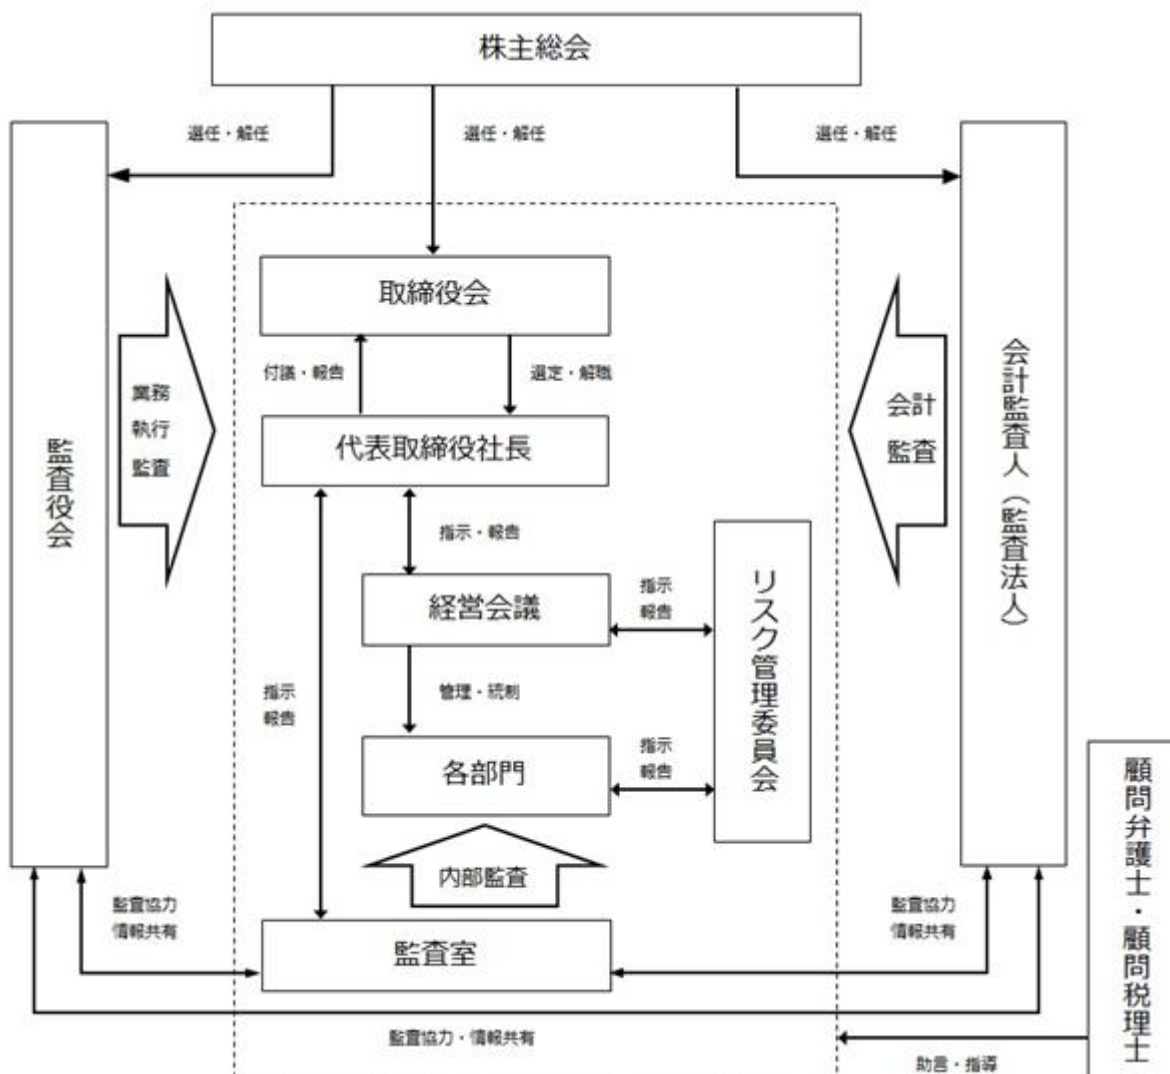 株主総会
選任・解任
選任・解任
選任・解任
取締役会
付議・報告
選定・解職
代表取締役社長
業務
執行
監査
会計
監査
監査役会
会計監査人（監査法人）
指示・報告
経営会議
指示
報告
リスク管理委員会
指示
報告
管理・統制
各部門
指示
報告
内部監査
監査室
監査協力
情報共有
監査協力
情報共有
監査協力・情報共有
顧問弁護士・顧問税理士
助言・指導